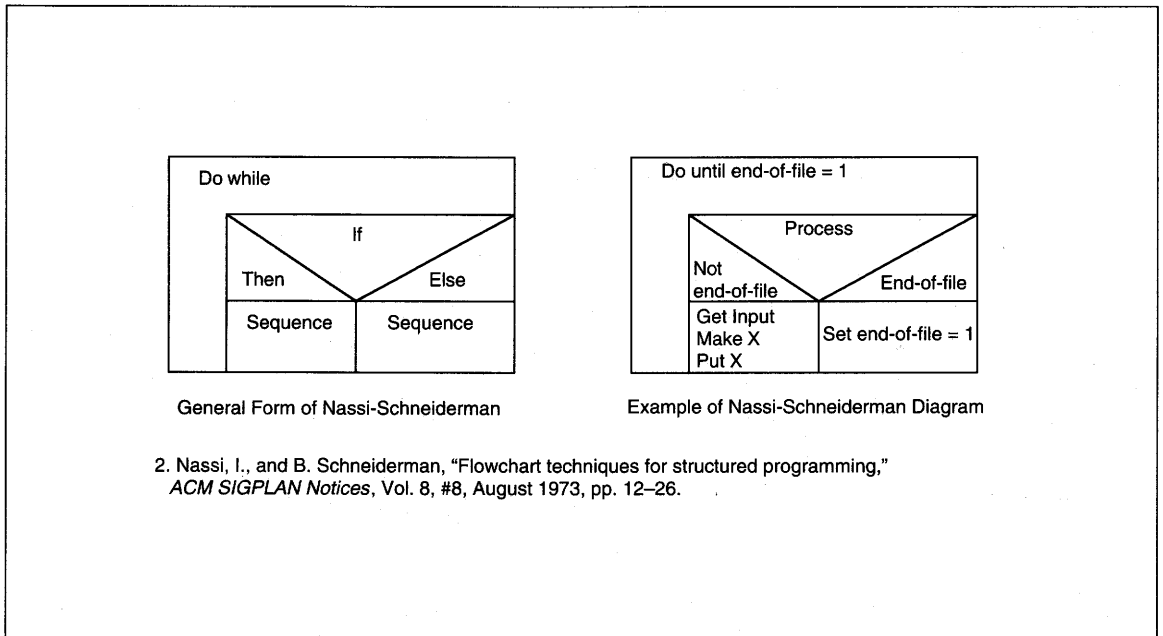 Do while
If
Then
Else
Sequence
Sequence
General Form of Nassi-Schneiderman
Do until end-of-file = 1
Process
Not
end-of-file
End-of-file
Get Input
Make X
Put X
Set end-of-file = 1
Example of Nassi-Schneiderman Diagram
2. Nassi, I., and B. Schneiderman, “Flowchart techniques for structured programming,”
ACM SIGPLAN Notices, Vol. 8, #8, August 1973, pp. 12–26.